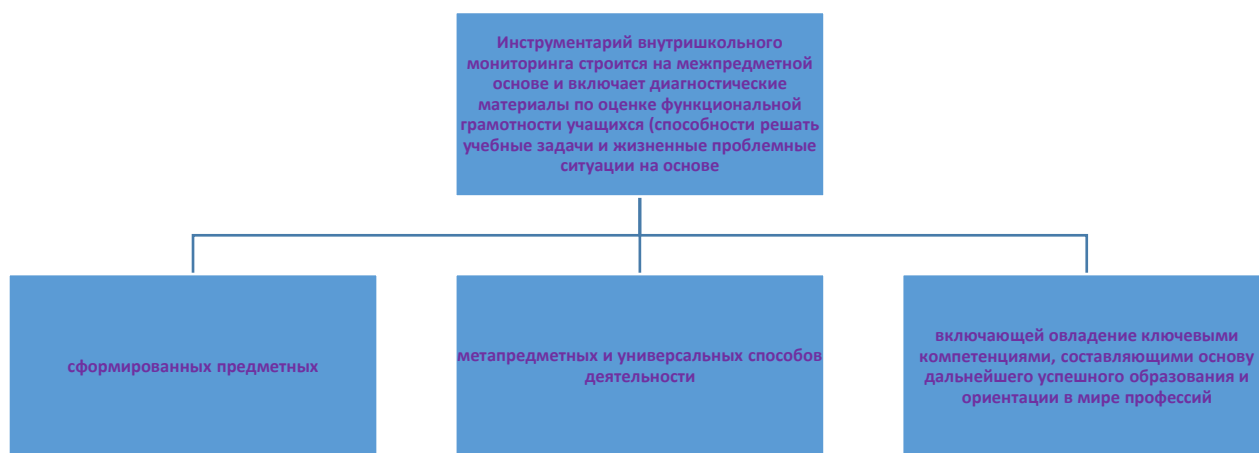 Инструментарий внутришкольного
мониторинга строится на межпредметной
основе и включает диагностические
материалы по оценке функциональной
грамотности учащихся (способности решать
учебные задачи и жизненные проблемные
ситуации на основе
сформированных предметных
метапредметных и универсальных способов
деятельности
включающей овладение ключевыми
компетенциями, составляющими основу
дальнейшего успешного образования и
ориентации в мире профессий